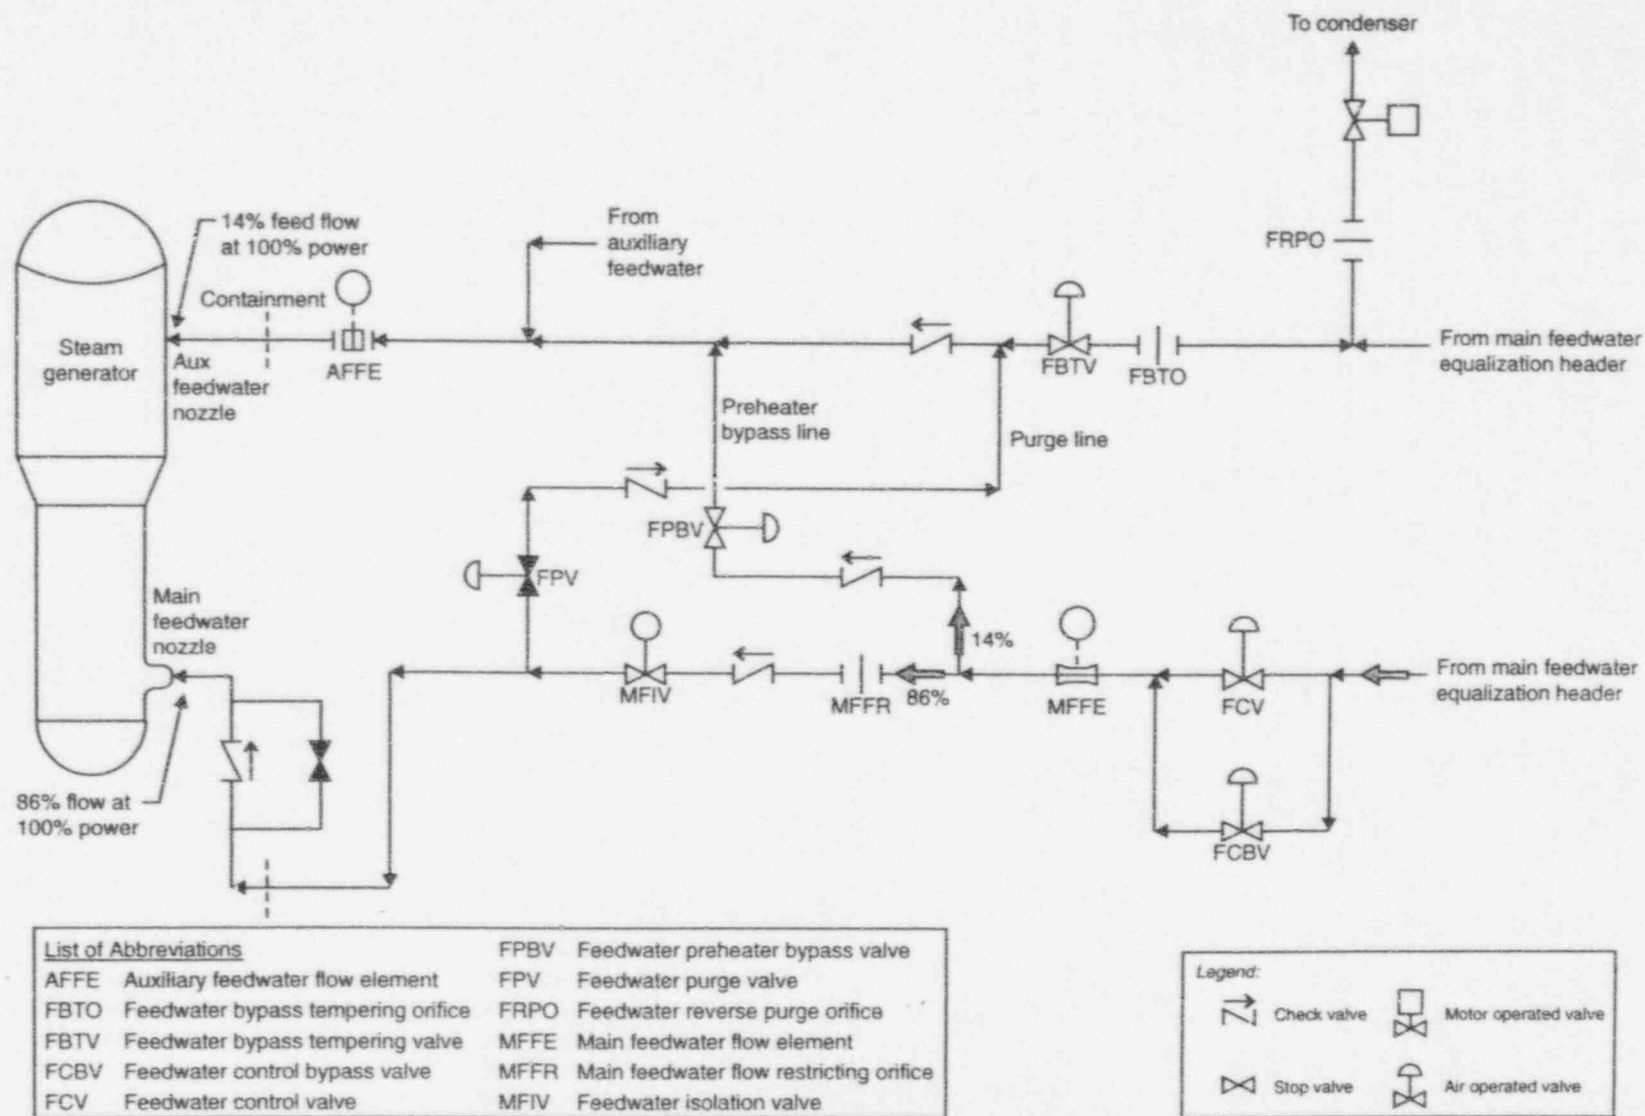 To condenser
14% feed flow
at 100% power
From
auxiliary
feedwater
FRPO
Containment
Steam
generator
Aux
feedwater
nozzle
AFFE
FBTV
FBTO
From main feedwater
equalization header
Preheater
bypass line
Purge line
FPBV
FPV
Main
feedwater
nozzle
14%
MFIV
MFFR
86%
MFFE
FCV
From main feedwater
equalization header
86% flow at
100% power
FCBV
List of Abbreviations
AFFE Auxiliary feedwater flow element
FBTO Feedwater bypass tempering orifice
FBTV Feedwater bypass tempering valve
FCBV Feedwater control bypass valve
FCV Feedwater control valve
FPBV Feedwater preheater bypass valve
FPV Feedwater purge valve
FRPO Feedwater reverse purge orifice
MFFE Main feedwater flow element
MFFR Main feedwater flow restricting orifice
MFIV Feedwater isolation valve
Legend:
Check valve
Motor operated valve
Stop valve
Air operated valve